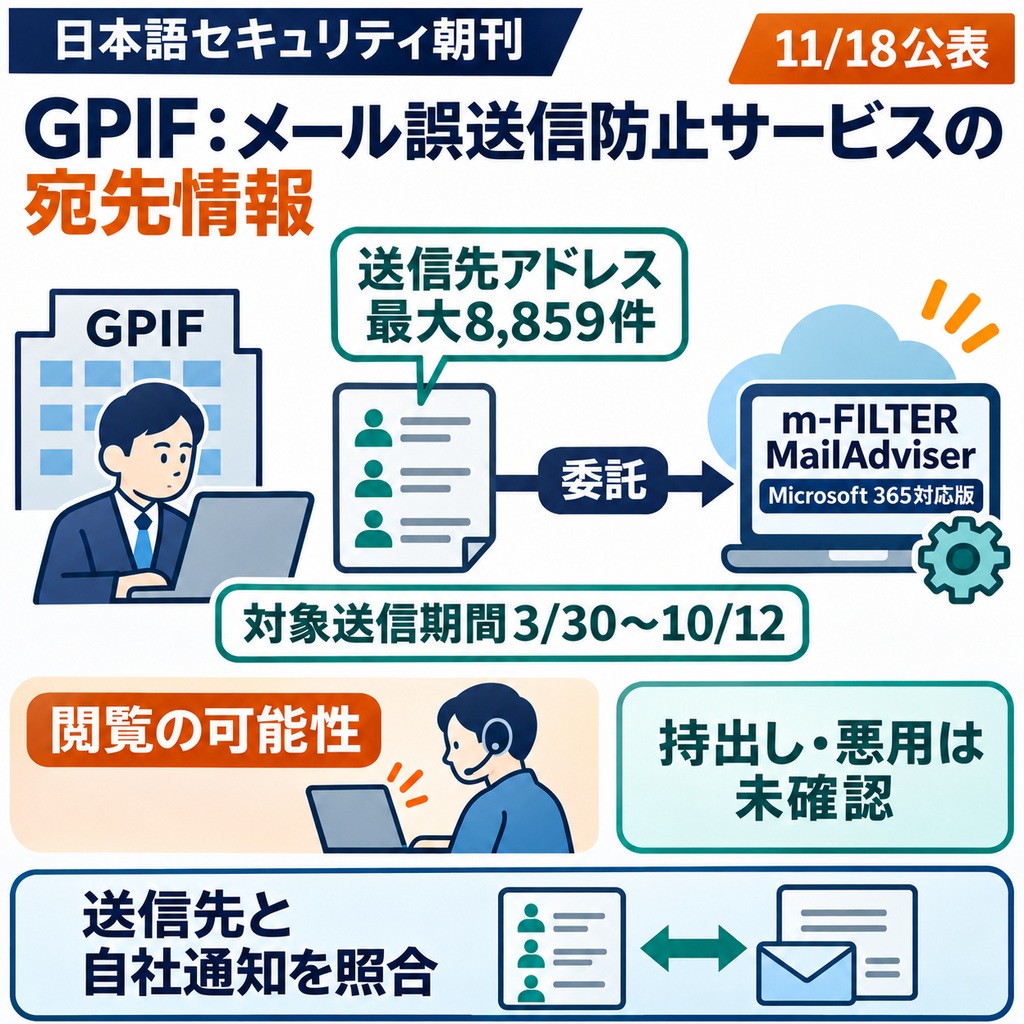 日本語セキュリティ朝刊
11/18公表
GPIF：メール誤送信防止サービスの
宛先情報
送信先アドレス
最大8,859件
GPIF
委託
m-FILTER
MailAdviser
Microsoft 365対応版
対象送信期間3/30～10/12
閲覧の可能性
持出し・悪用は
未確認
送信先と
自社通知を照合